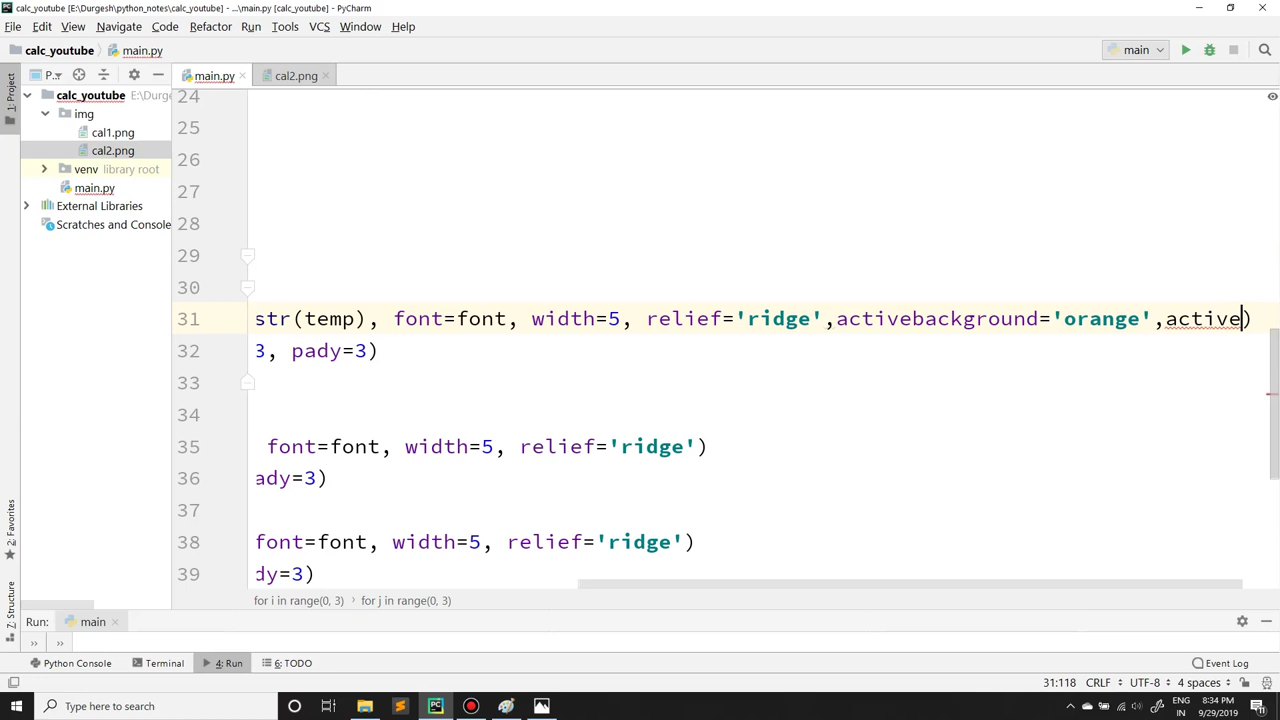 calc_youtube [E:\Durgesh\python_notes\calc_youtube] - ...\main.py [calc_youtube] - PyCharm
File Edit View Navigate Code Refactor Run Tools VCS Window Help
calc_youtube main.py main
1: Project P... main.py cal2.png
calc_youtube E:\Durge
img
cal1.png
cal2.png
venv library root
main.py
External Libraries
Scratches and Console
24
25
26
27
28
29
30
31 str(temp), font=font, width=5, relief='ridge',activebackground='orange',active)
32 3, pady=3)
33
34
35 font=font, width=5, relief='ridge')
36 ady=3)
37
38 font=font, width=5, relief='ridge')
39 dy=3)
for i in range(0, 3) › for j in range(0, 3)
2: Favorites
7: Structure
Run: main
» »
Python Console Terminal 4: Run 6: TODO Event Log
31:118 CRLF UTF-8 4 spaces
Type here to search
ENG 8:34 PM
IN 9/29/2019